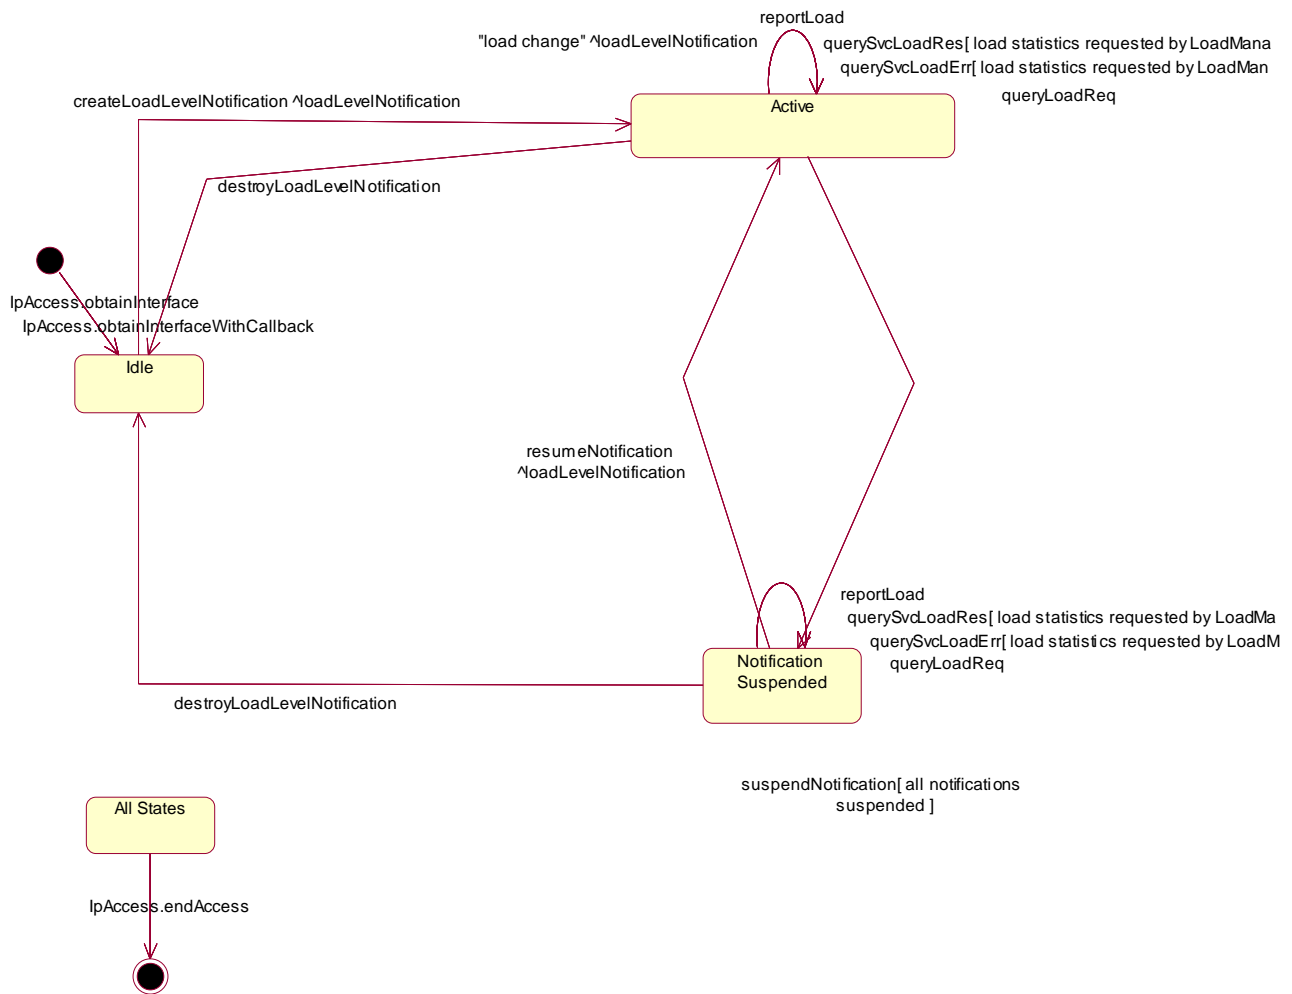 reportLoad
"load change" ^loadLevelNotification
querySvcLoadRes[ load statistics requested by LoadMana
querySvcLoadErr[ load statistics requested by LoadMan
queryLoadReq
createLoadLevelNotification ^loadLevelNotification
Active
destroyLoadLevelNotification
IpAccess.obtainInterface
IpAccess.obtainInterfaceWithCallback
Idle
resumeNotification
^loadLevelNotification
reportLoad
querySvcLoadRes[ load statistics requested by LoadMa
querySvcLoadErr[ load statistics requested by LoadM
queryLoadReq
Notification
Suspended
destroyLoadLevelNotification
suspendNotification[ all notifications
suspended ]
All States
IpAccess.endAccess